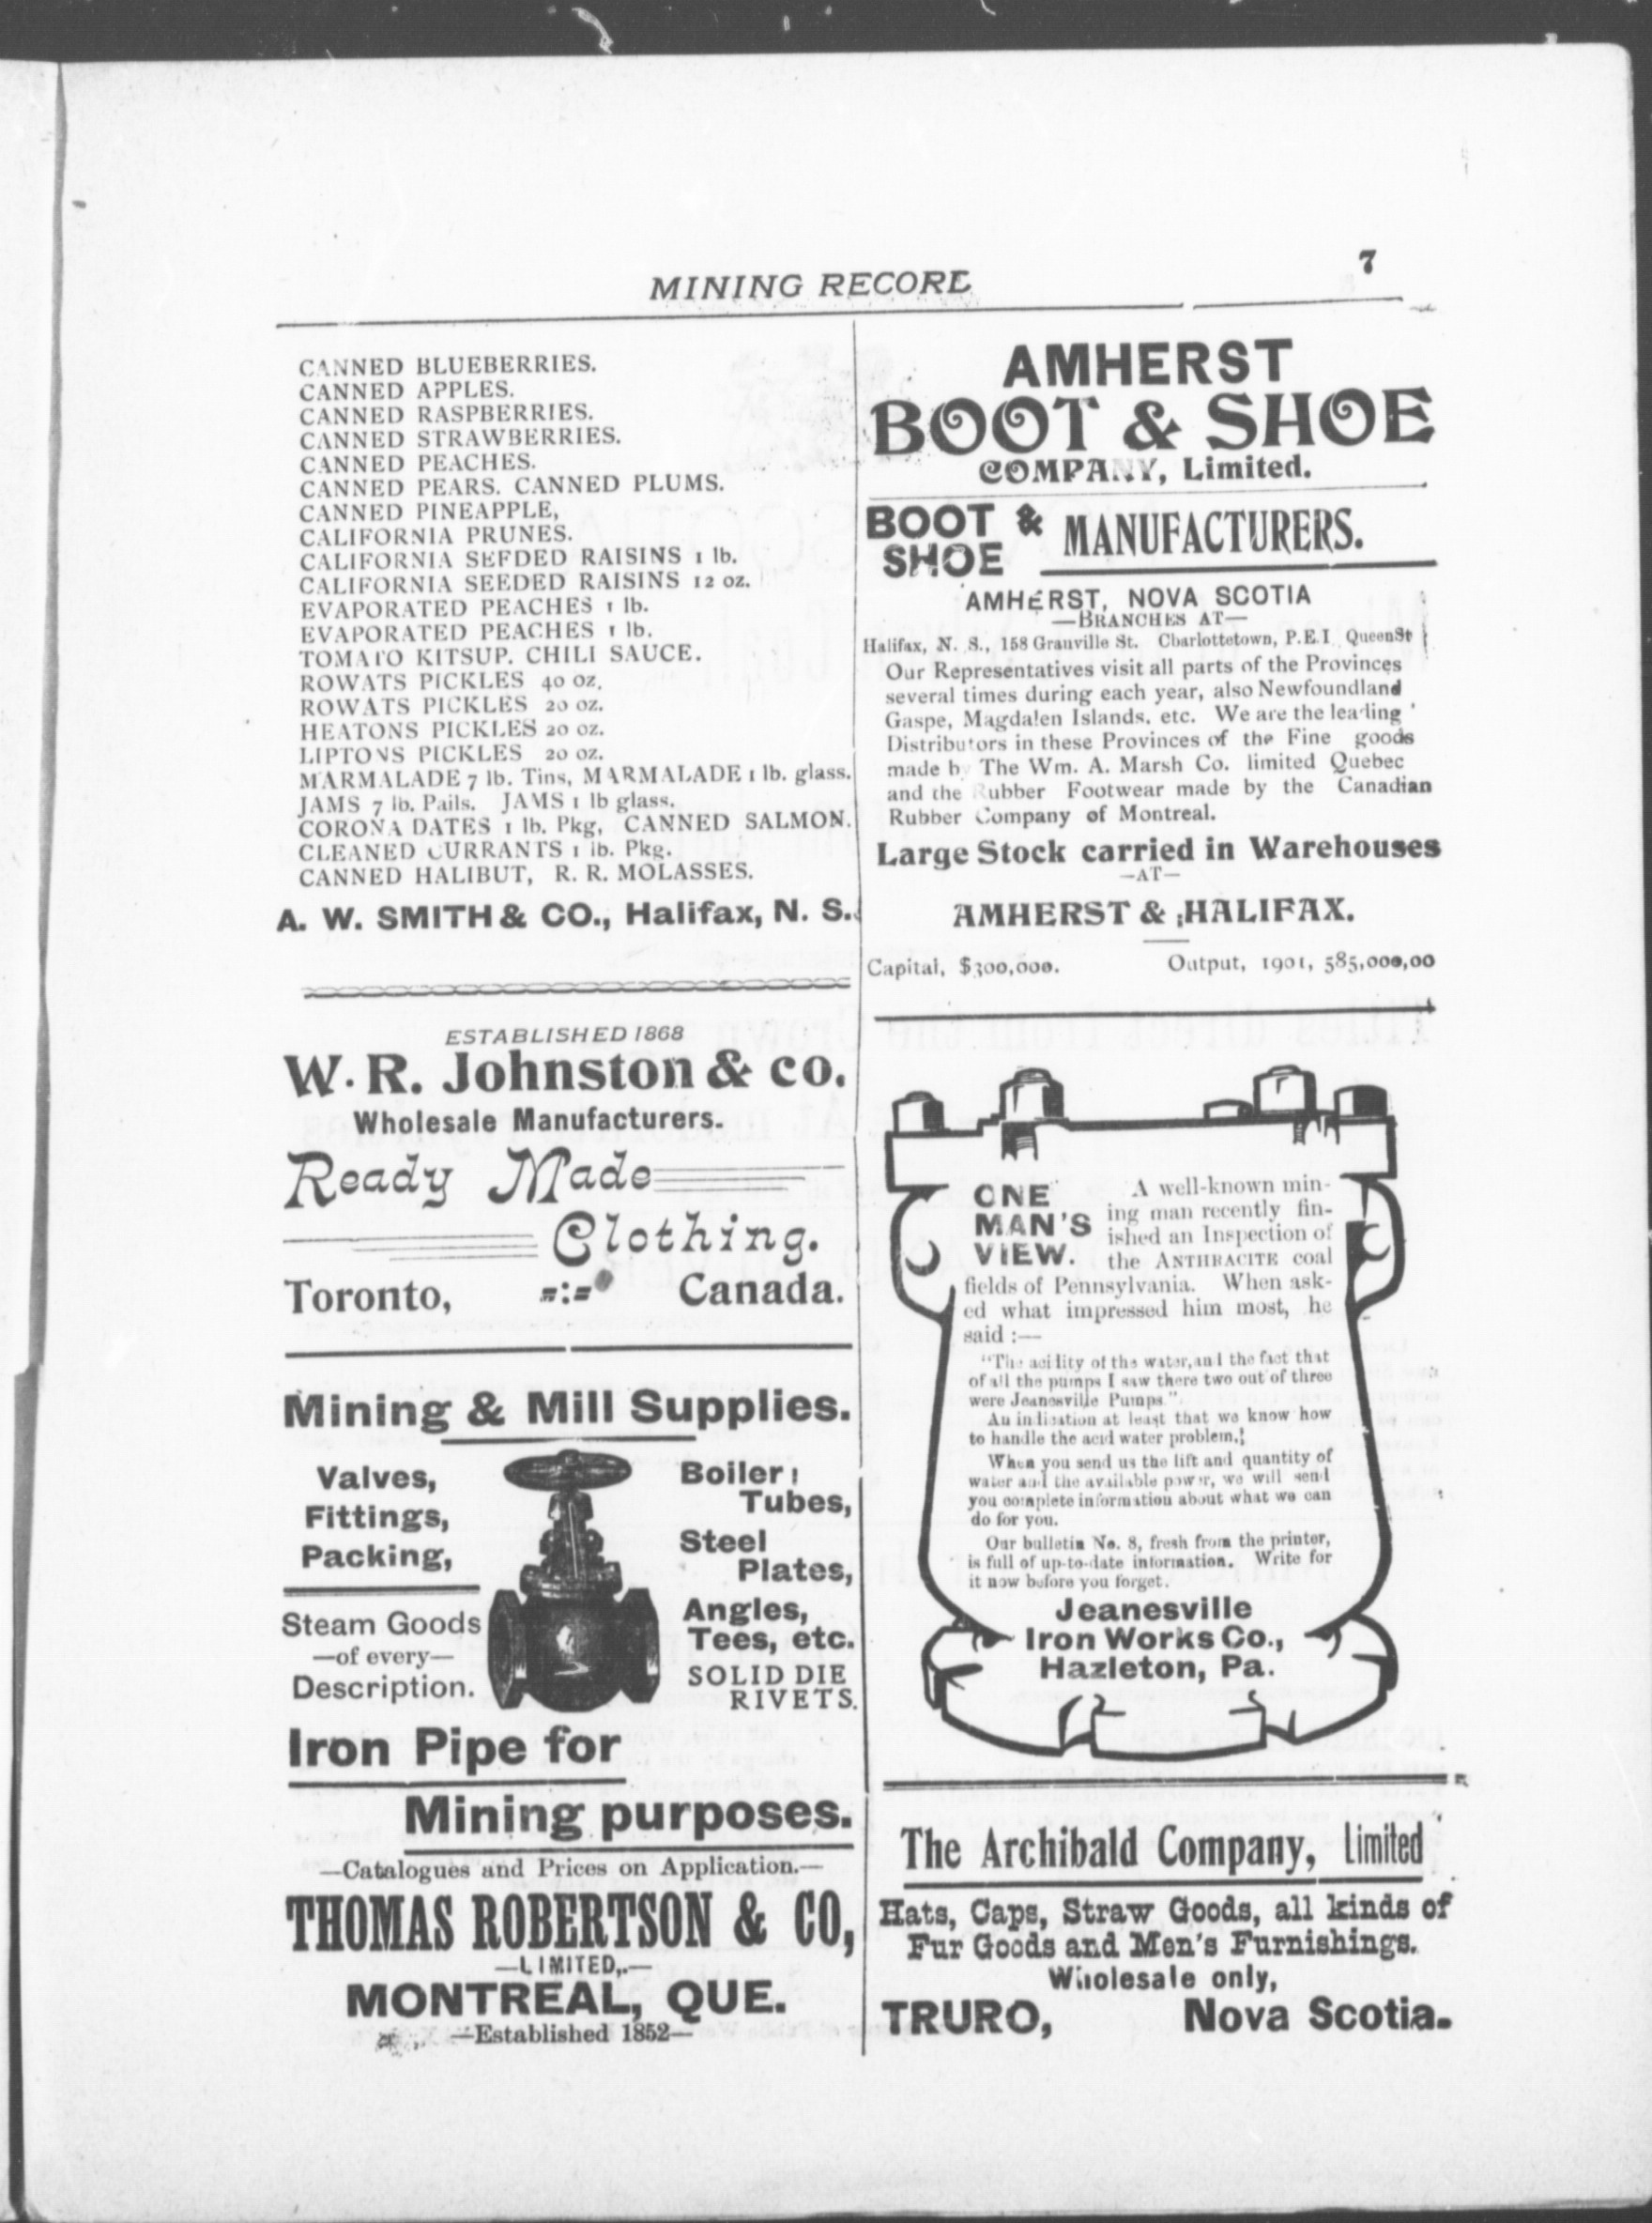 MINING RECORD
7
CANNED BLUEBERRIES.
CANNED APPLES.
CANNED RASPBERRIES.
CANNED STRAWBERRIES.
CANNED PEACHES.
CANNED PEARS. CANNED PLUMS.
CANNED PINEAPPLE,
CALIFORNIA PRUNES.
CALIFORNIA SEFDED RAISINS 1 lb.
CALIFORNIA SEEDED RAISINS 12 oz.
EVAPORATED PEACHES 1 lb.
EVAPORATED PEACHES 1 lb.
TOMATO KITSUP. CHILI SAUCE.
ROWATS PICKLES 40 oz.
ROWATS PICKLES 20 oz.
HEATONS PICKLES 20 oz.
LIPTONS PICKLES 20 oz.
MARMALADE 7 lb. Tins, MARMALADE 1 lb. glass.
JAMS 7 lb. Pails. JAMS 1 lb glass.
CORONA DATES 1 lb. Pkg, CANNED SALMON.
CLEANED CURRANTS 1 lb. Pkg.
CANNED HALIBUT, R. R. MOLASSES.
A. W. SMITH & CO., Halifax, N. S.
ESTABLISHED 1868
W. R. Johnston & co.
Wholesale Manufacturers.
Ready Made
Clothing.
Toronto, =:= Canada.
Mining & Mill Supplies.
Valves,
Fittings,
Packing,
Steam Goods
—of every—
Description.
Boiler
Tubes,
Steel
Plates,
Angles,
Tees, etc.
SOLID DIE
RIVETS.
Iron Pipe for
Mining purposes.
—Catalogues and Prices on Application.—
THOMAS ROBERTSON & CO,
—LIMITED,.—
MONTREAL, QUE.
—Established 1852—
AMHERST
BOOT & SHOE
COMPANY, Limited.
BOOT &
SHOE MANUFACTURERS.
AMHERST, NOVA SCOTIA
—BRANCHES AT—
Halifax, N. S., 158 Granville St. Charlottetown, P.E.I. Queen St
Our Representatives visit all parts of the Provinces
several times during each year, also Newfoundland
Gaspe, Magdalen Islands. etc. We are the leading
Distributors in these Provinces of the Fine goods
made by The Wm. A. Marsh Co. limited Quebec
and the Rubber Footwear made by the Canadian
Rubber Company of Montreal.
Large Stock carried in Warehouses
—AT—
AMHERST & HALIFAX.
Capital, $300,000. Output, 1901, 585,000,00
ONE MAN'S VIEW.
A well-known min-
ing man recently fin-
ished an Inspection of
the ANTHRACITE coal
fields of Pennsylvania. When ask-
ed what impressed him most, he
said :—
"The acidity of the water, and the fact that
of all the pumps I saw there two out of three
were Jeanesville Pumps."
An indication at least that we know how
to handle the acid water problem.
When you send us the lift and quantity of
water and the available power, we will send
you complete information about what we can
do for you.
Our bulletin No. 8, fresh from the printer,
is full of up-to-date information. Write for
it now before you forget.
Jeanesville
Iron Works Co.,
Hazleton, Pa.
The Archibald Company, Limited
Hats, Caps, Straw Goods, all kinds of
Fur Goods and Men's Furnishings.
Wholesale only,
TRURO, Nova Scotia.